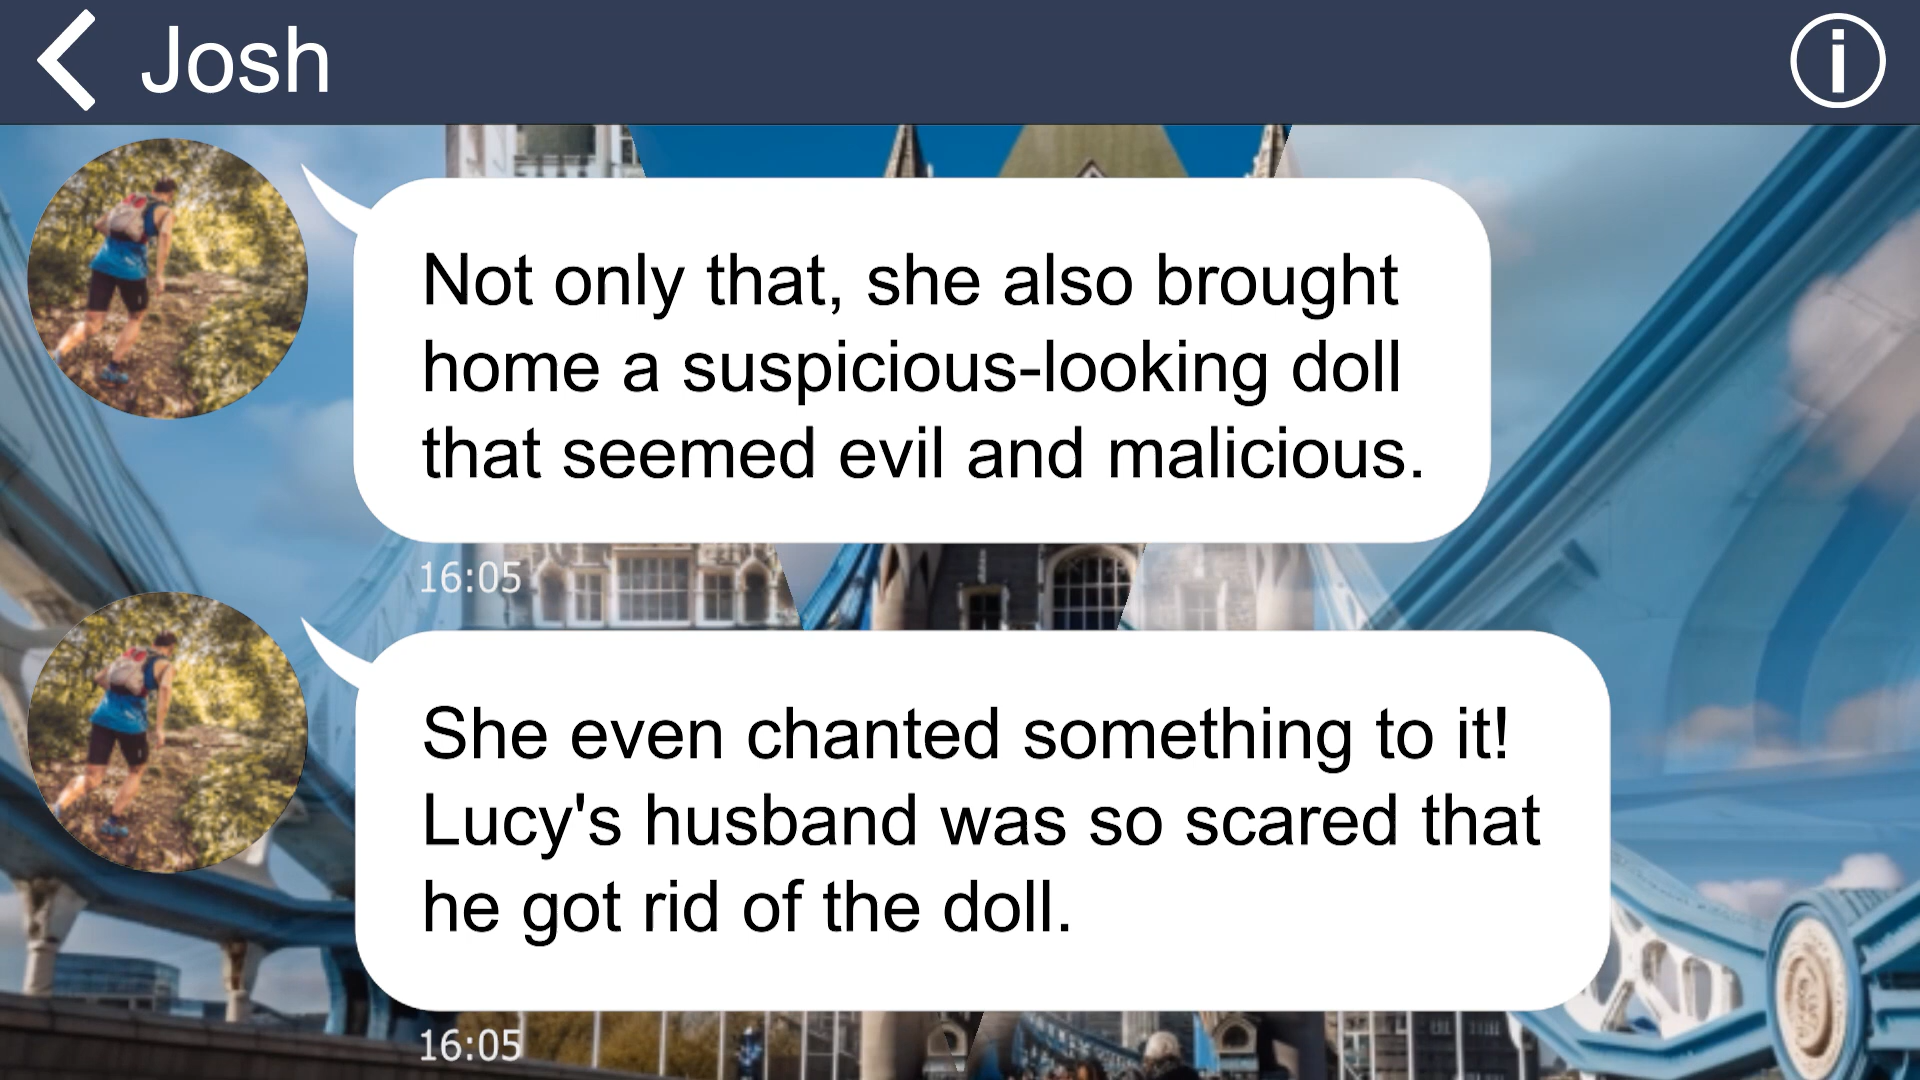 Josh
Not only that, she also brought
home a suspicious-looking doll
that seemed evil and malicious.
16:05
She even chanted something to it!
Lucy's husband was so scared that
he got rid of the doll.
16:05